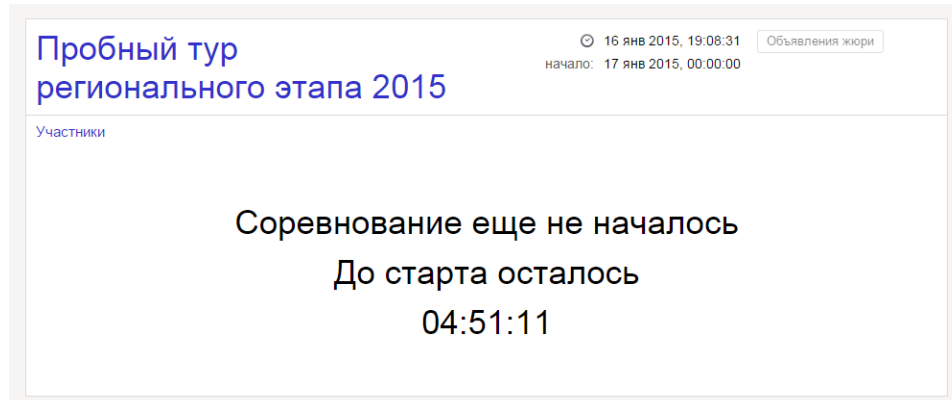 Пробный тур
регионального этапа 2015
16 янв 2015, 19:08:31
Объявления жюри
начало: 17 янв 2015, 00:00:00
Участники
Соревнование еще не началось
До старта осталось
04:51:11